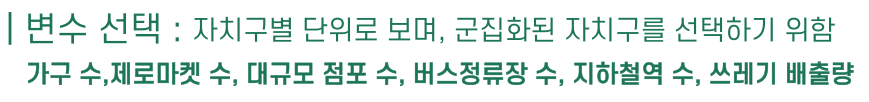 | 변수 선택 : 자치구별 단위로 보며, 군집화된 자치구를 선택하기 위함
가구 수,제로마켓 수, 대규모 점포 수, 버스정류장 수, 지하철역 수, 쓰레기 배출량